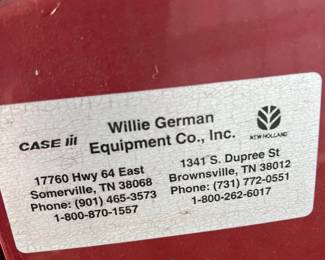 CASE III
Willie German
Equipment Co., Inc.
NEW HOLLAND
17760 Hwy 64 East
Somerville, TN 38068
Phone: (901) 465-3573
1-800-870-1557
1341 S. Dupree St
Brownsville, TN 38012
Phone: (731) 772-0551
1-800-262-6017